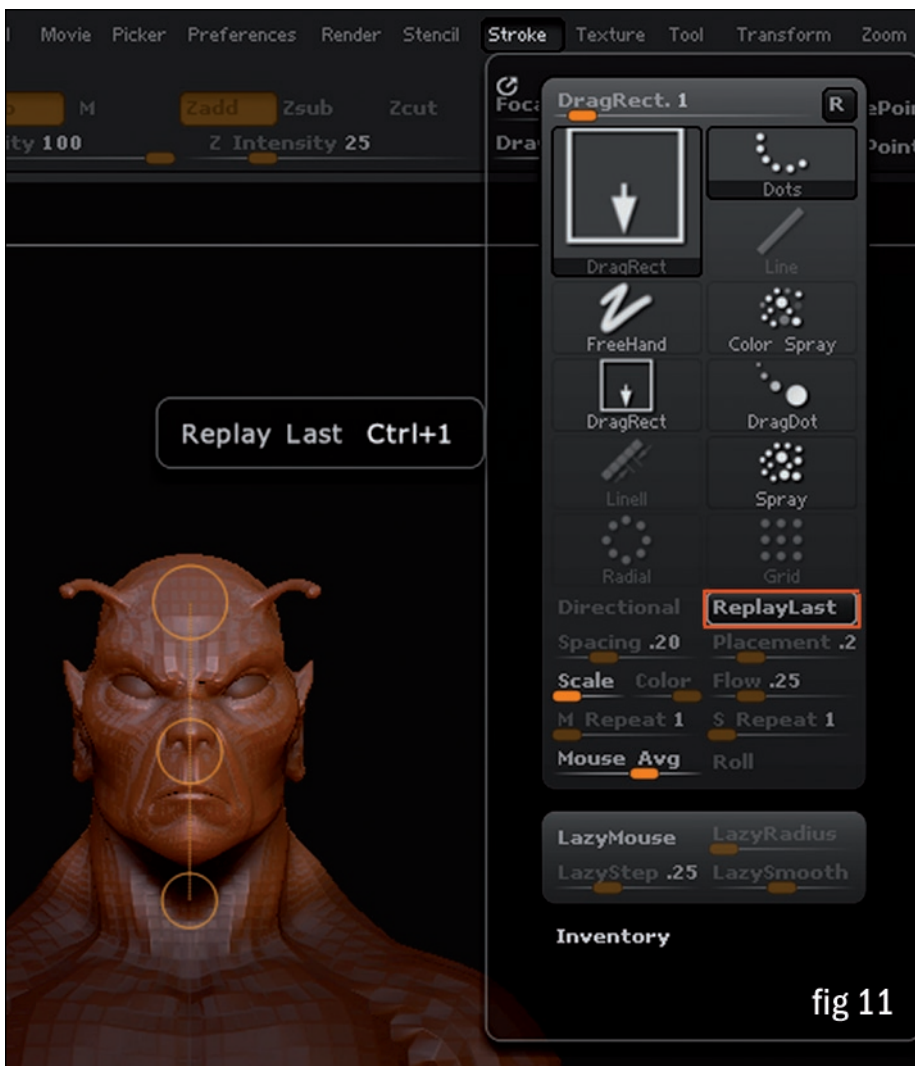 Movie Picker Preferences Render Stencil Stroke Texture Tool Transform Zoom
M Zadd Zsub Zcut
100 Z Intensity 25
DragRect. 1 R
DragRect
Dots
Line
FreeHand
Color Spray
DragRect
DragDot
Replay Last Ctrl+1
LineII
Spray
Radial
Grid
Directional ReplayLast
Spacing .20 Placement .2
Scale Color Flow .25
M Repeat 1 S Repeat 1
Mouse Avg Roll
LazyMouse LazyRadius
LazyStep .25 LazySmooth
Inventory
fig 11